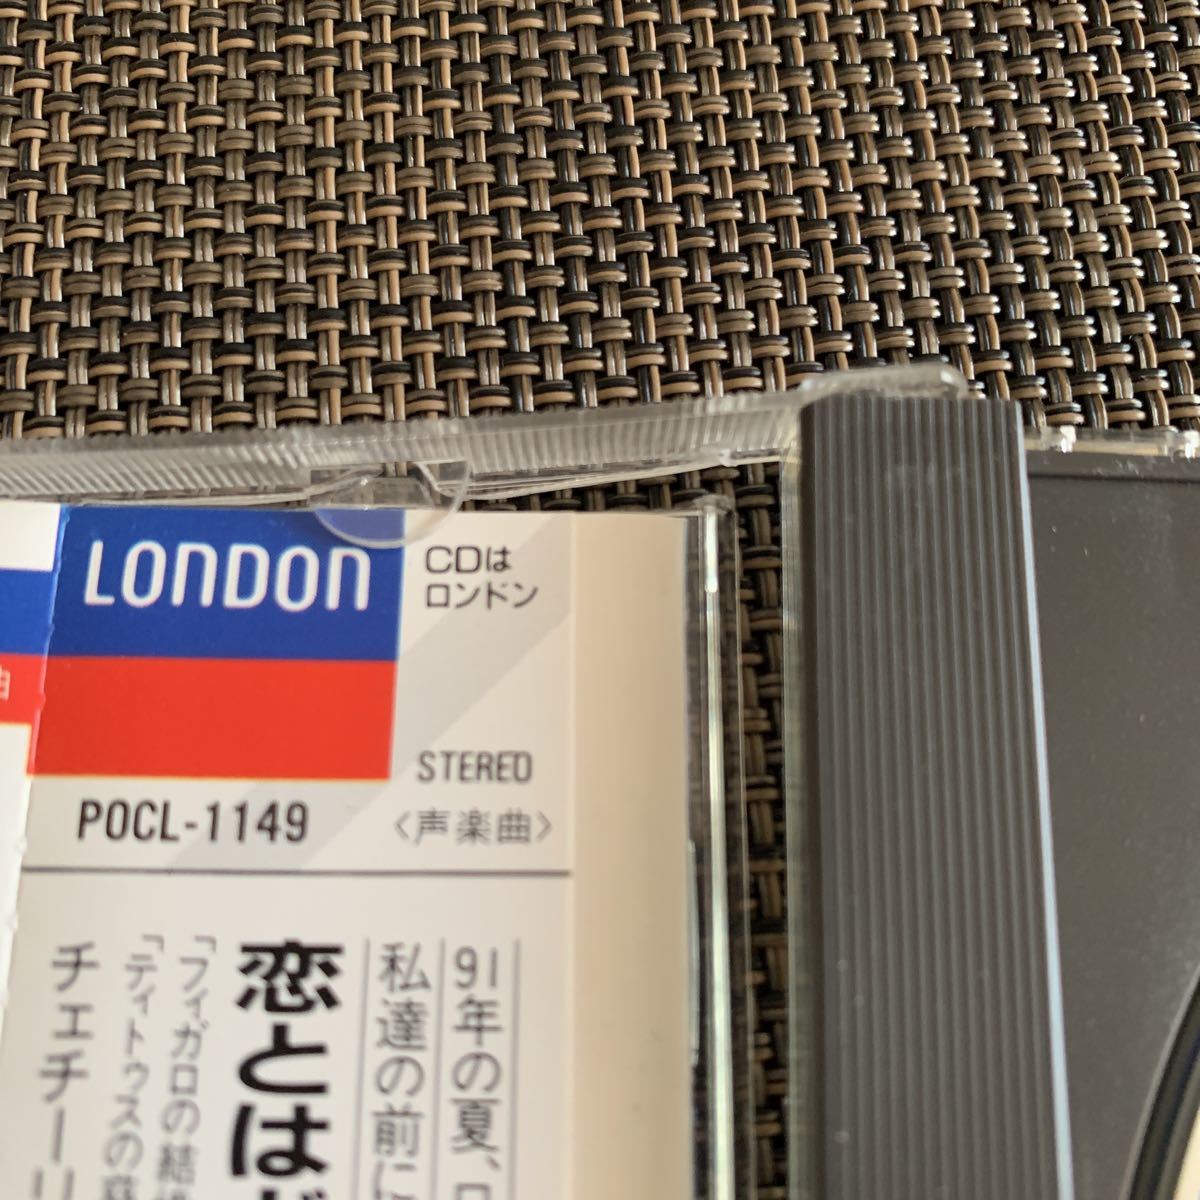 LONDON
CDは
ロンドン
STEREO
POCL-1149
〈声楽曲〉
91年の夏、
私達の前に
恋とは
「フィガロの結
「ティトゥスの
チェチーリ
曲